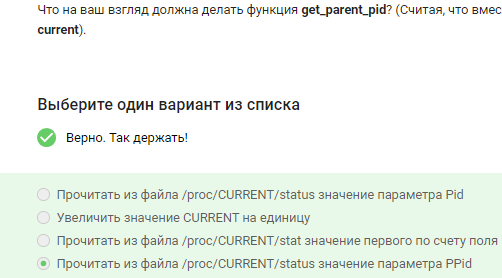 Что на ваш взгляд должна делать функция get_parent_pid? (Считая, что вмес
current).
Выберите один вариант из списка
Верно. Так держать!
Прочитать из файла /proc/CURRENT/status значение параметра Pid
Увеличить значение CURRENT на единицу
Прочитать из файла /proc/CURRENT/stat значение первого по счету поля
Прочитать из файла /proc/CURRENT/status значение параметра PPid